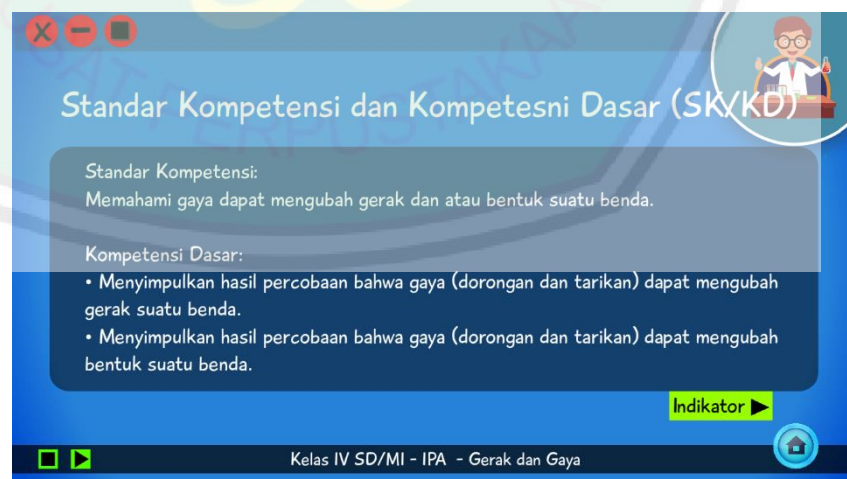 PUSAT PERPUSTAKAAN
Standar Kompetensi dan Kompetesni Dasar (SK/KD)
Standar Kompetensi:
Memahami gaya dapat mengubah gerak dan atau bentuk suatu benda.
Kompetensi Dasar:
• Menyimpulkan hasil percobaan bahwa gaya (dorongan dan tarikan) dapat mengubah
gerak suatu benda.
• Menyimpulkan hasil percobaan bahwa gaya (dorongan dan tarikan) dapat mengubah
bentuk suatu benda.
Indikator
Kelas IV SD/MI - IPA - Gerak dan Gaya